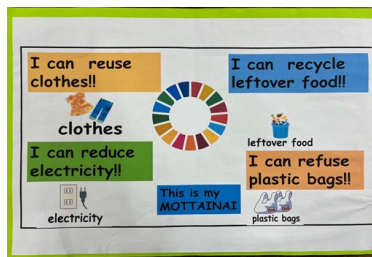 I can reuse
clothes!!
clothes
I can recycle
leftover food!!
leftover food
I can reduce
electricity!!
electricity
This is my
MOTTAINAI
I can refuse
plastic bags!!
plastic bags